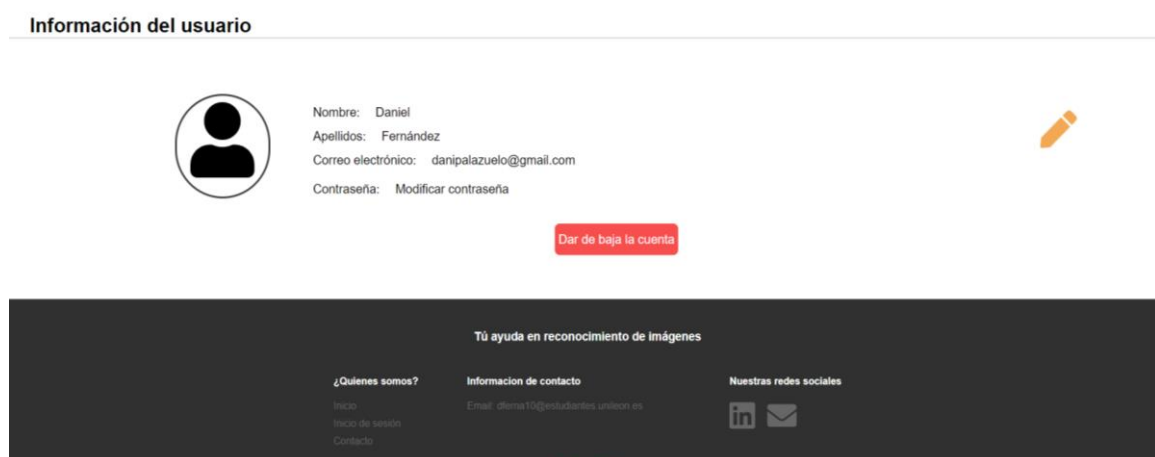 Información del usuario
Nombre: Daniel
Apellidos: Fernández
Correo electrónico: danipalazuelo@gmail.com
Contraseña: Modificar contraseña
Dar de baja la cuenta
Tú ayuda en reconocimiento de imágenes
¿Quienes somos?
Inicio
Inicio de sesión
Contacto
Informacion de contacto
Email: dferna10@estudiantes.unileon.es
Nuestras redes sociales
in